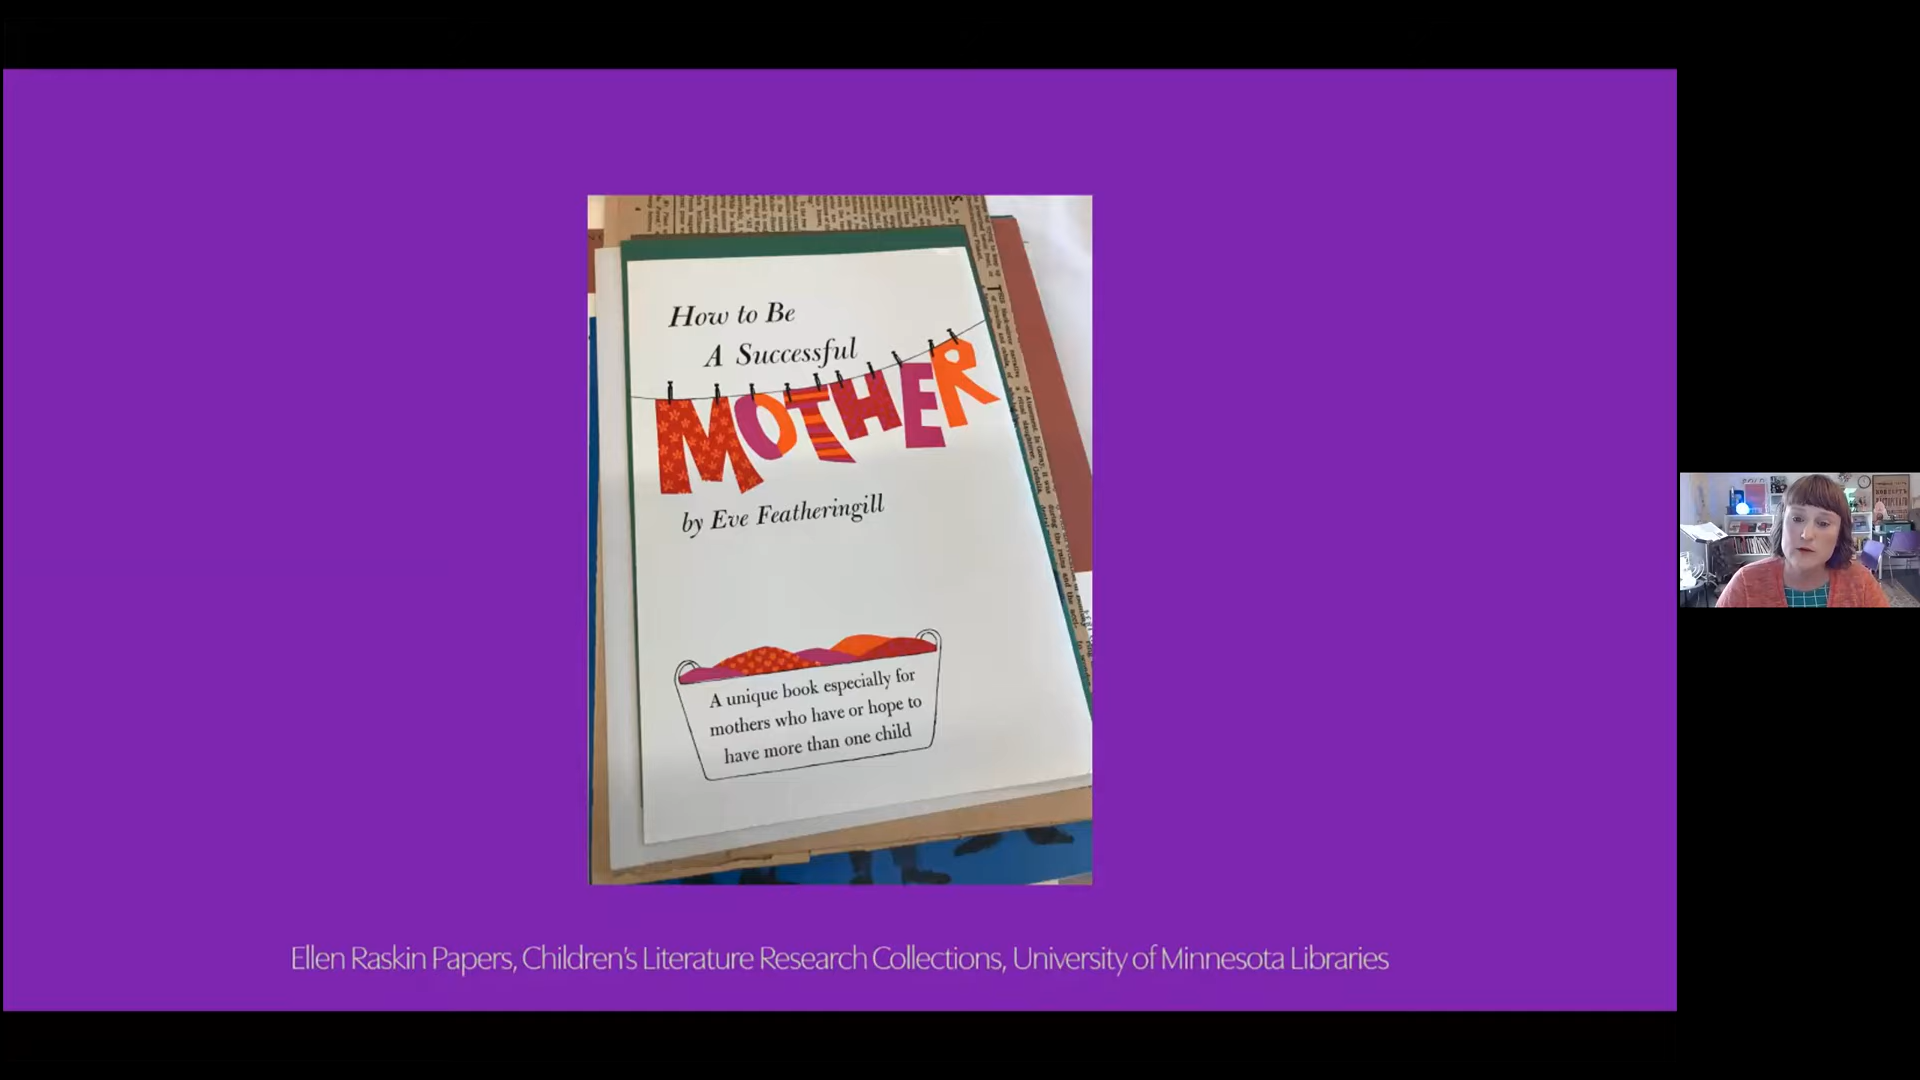 How to Be
A Successful
MOTHER
by Eve Featheringill
A unique book especially for
mothers who have or hope to
have more than one child
Ellen Raskin Papers, Children's Literature Research Collections, University of Minnesota Libraries